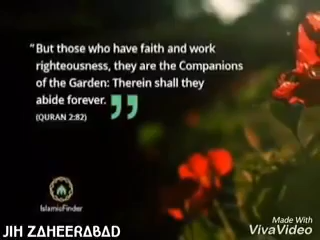 “But those who have faith and work
righteousness, they are the Companions
of the Garden: Therein shall they
abide forever. ”
(QURAN 2:82)
IslamicFinder
JIH ZAHEERABAD
Made With
VivaVideo